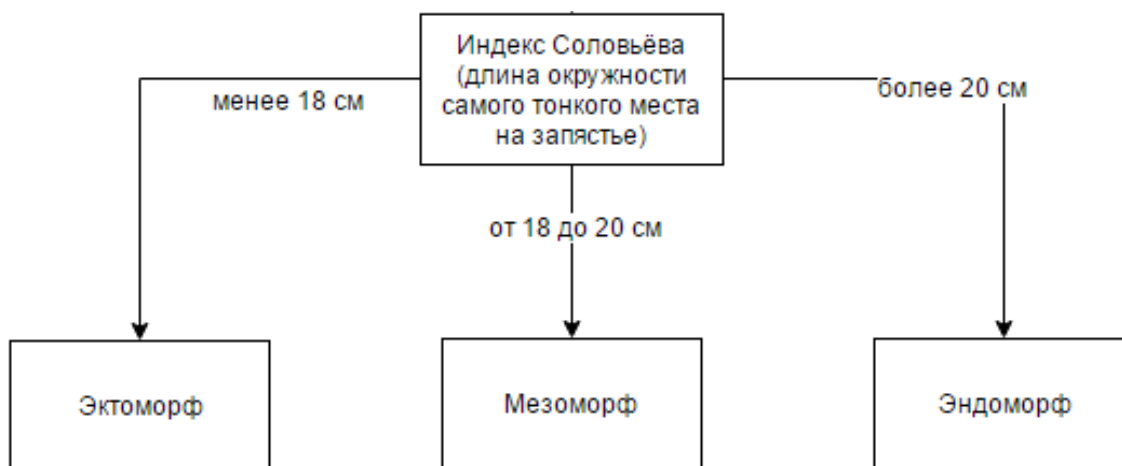 Индекс Соловьёва
(длина окружности
самого тонкого места
на запястье)
менее 18 см
более 20 см
от 18 до 20 см
Эктоморф
Мезоморф
Эндоморф